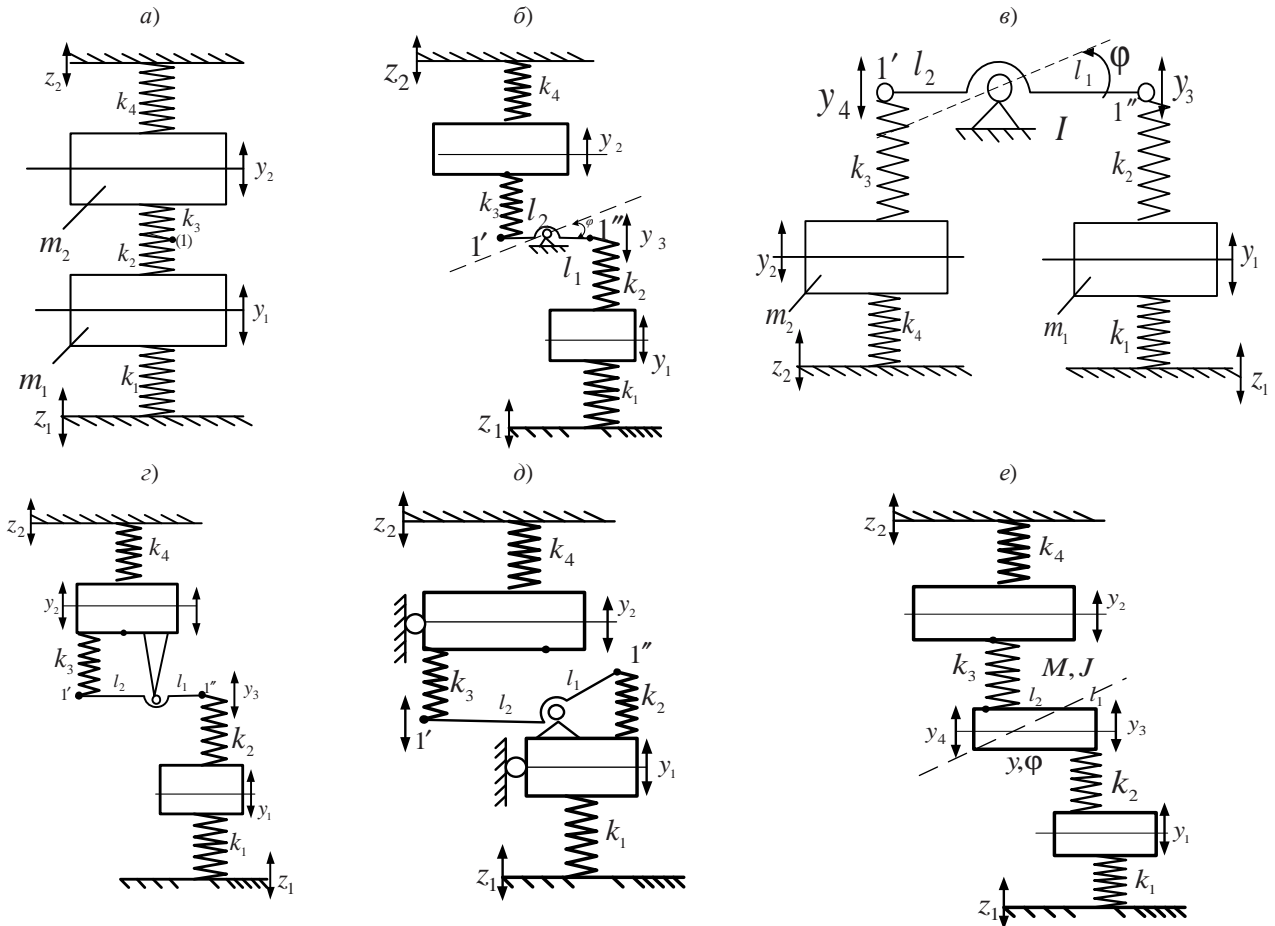 а)
z₂
k₄
y₂
m₂
k₃
(1)
k₂
y₁
m₁
k₁
z₁
б)
z₂
k₄
y₂
k₃
l₂
φ
1′
1″
y₃
l₁
k₂
y₁
k₁
z₁
в)
1′
l₂
l₁
φ
y₄
y₃
1″
I
k₃
k₂
y₂
y₁
m₂
k₄
m₁
k₁
z₂
z₁
г)
z₂
k₄
y₂
k₃
1′
l₂
l₁
1″
y₃
k₂
y₁
k₁
z₁
д)
z₂
k₄
y₂
k₃
1″
l₁
l₂
k₂
1′
y₁
k₁
z₁
е)
z₂
k₄
y₂
k₃
M, J
l₂
l₁
y₄
y₃
y,φ
k₂
y₁
k₁
z₁